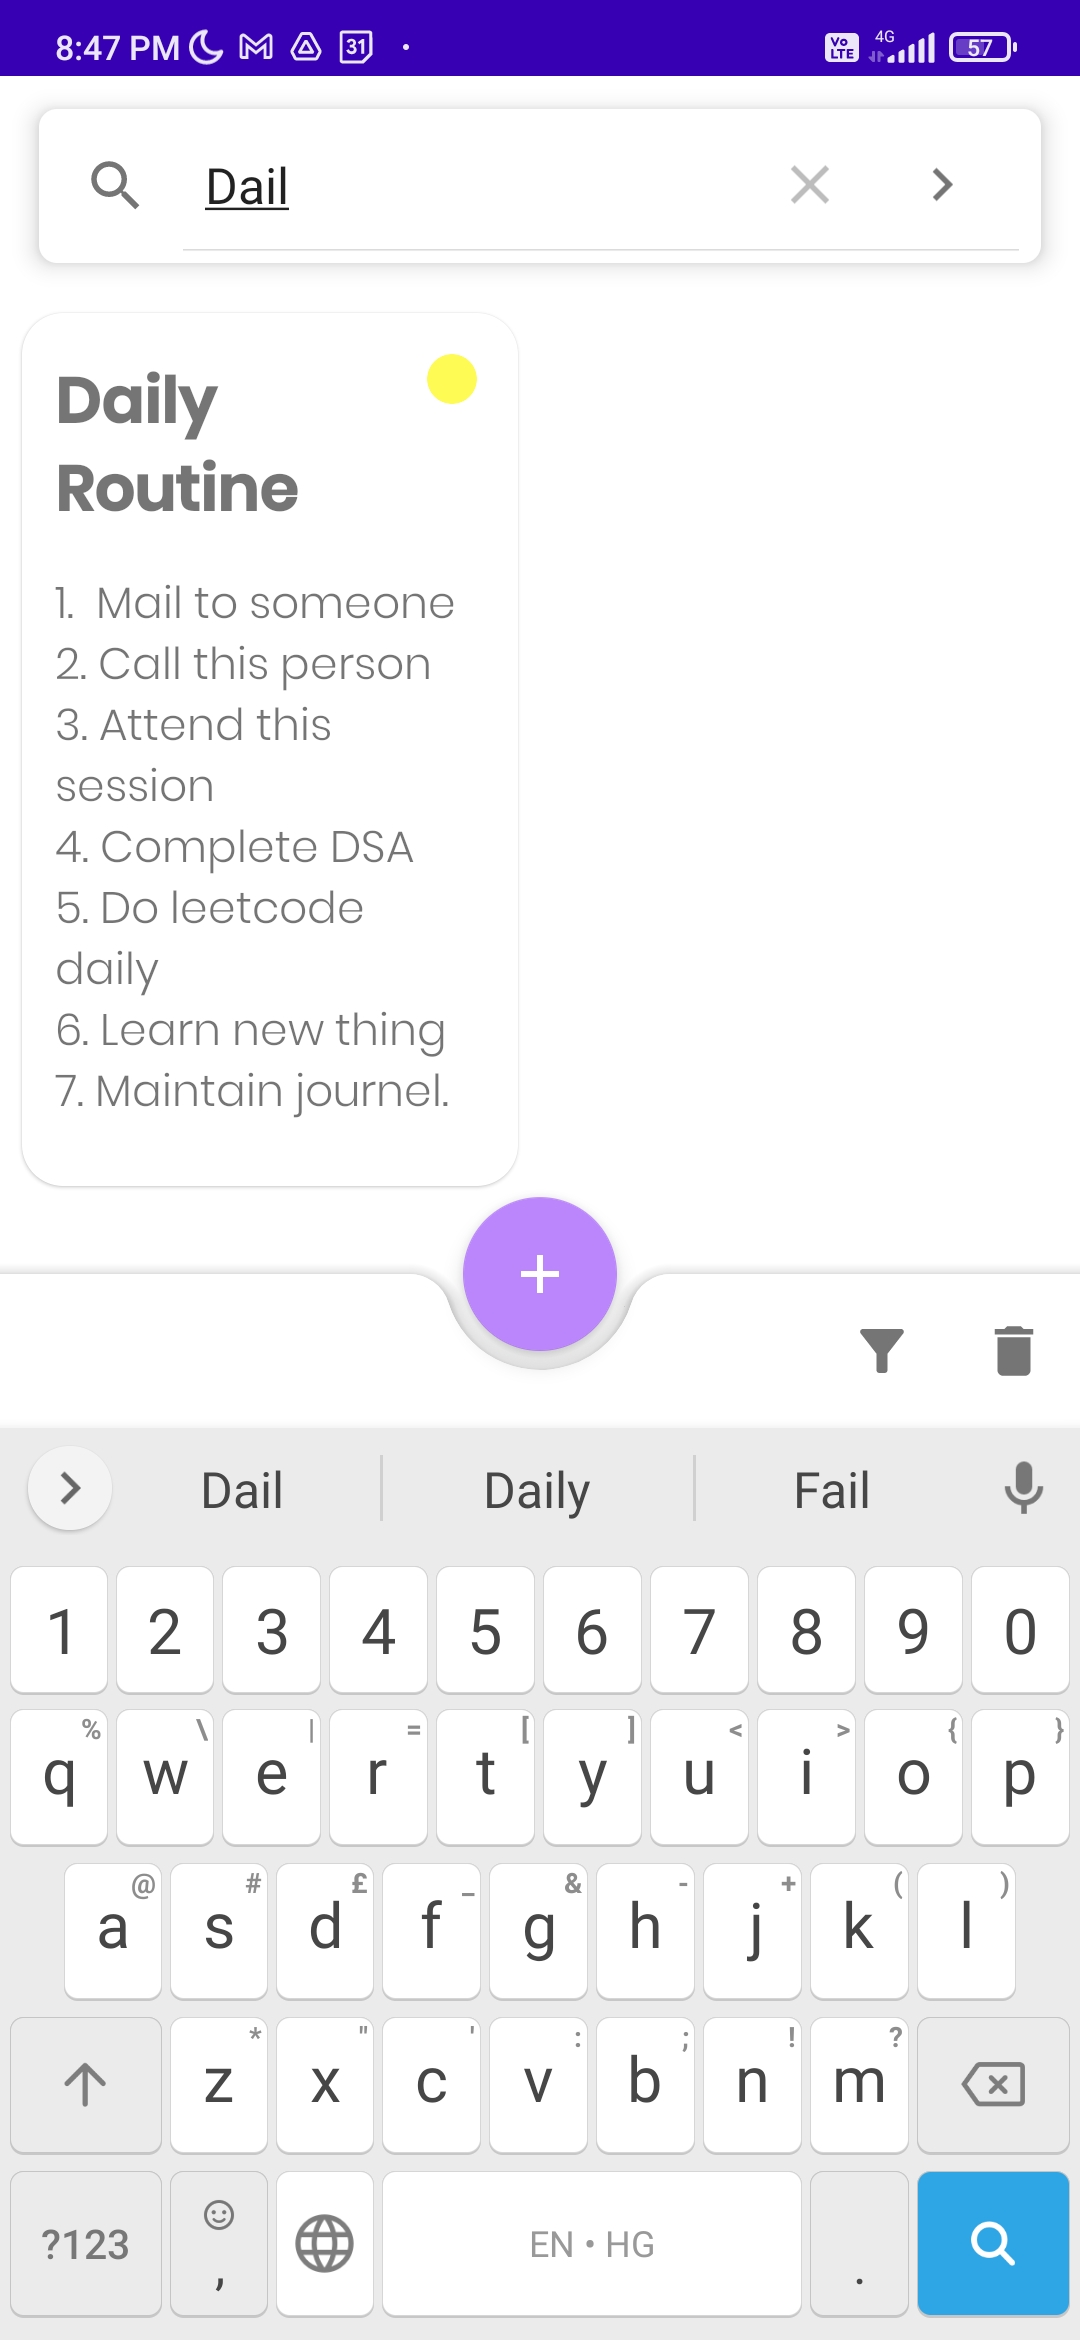 8:47 PM 31 Vo LTE 4G 57
Dail
Daily
Routine
1. Mail to someone
2. Call this person
3. Attend this
session
4. Complete DSA
5. Do leetcode
daily
6. Learn new thing
7. Maintain journel.
+
Dail Daily Fail
1 2 3 4 5 6 7 8 9 0
% \ | = [ ] < > { }
q w e r t y u i o p
@ # £ _ & - + ( )
a s d f g h j k l
* " ' : ; ! ?
z x c v b n m
?123 , EN • HG .